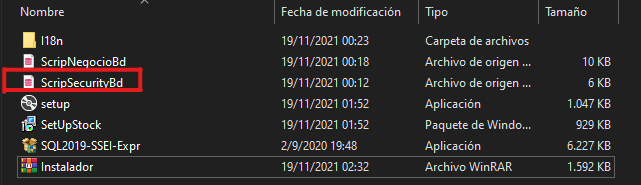 Fecha de modificación Tipo Tamaño
I18n 19/11/2021 00:23 Carpeta de archivos
ScripNegocioBd 19/11/2021 00:18 Archivo de origen ... 10 KB
ScripSecurityBd 19/11/2021 00:12 Archivo de origen ... 6 KB
setup 19/11/2021 01:52 Aplicación 1.047 KB
SetUpStock 19/11/2021 01:52 Paquete de Windo... 929 KB
SQL2019-SSEI-Expr 2/9/2020 19:48 Aplicación 6.227 KB
Instalador 19/11/2021 02:32 Archivo WinRAR 1.592 KB